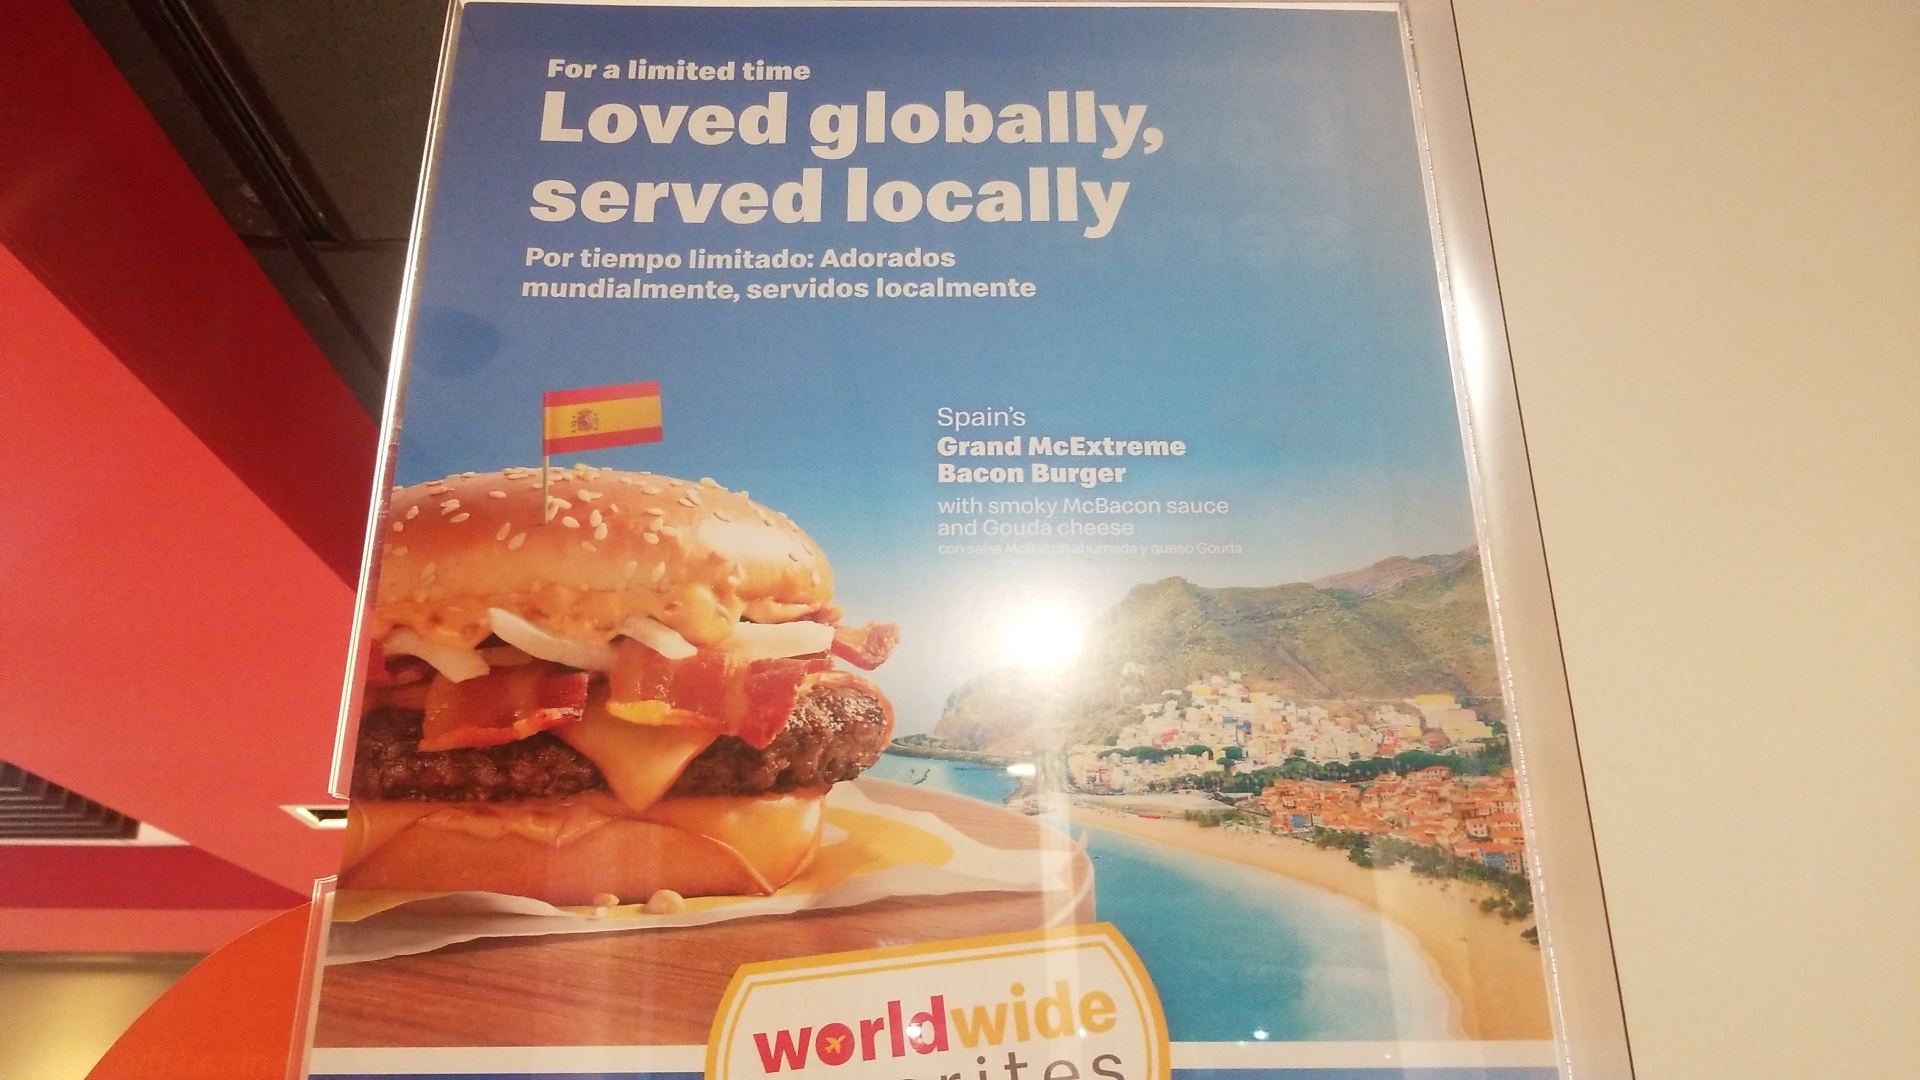 For a limited time
Loved globally,
served locally
Por tiempo limitado: Adorados
mundialmente, servidos localmente
Spain's
Grand McExtreme
Bacon Burger
with smoky McBacon sauce
and Gouda cheese
con salsa McBacon ahumada y queso Gouda
worldwide